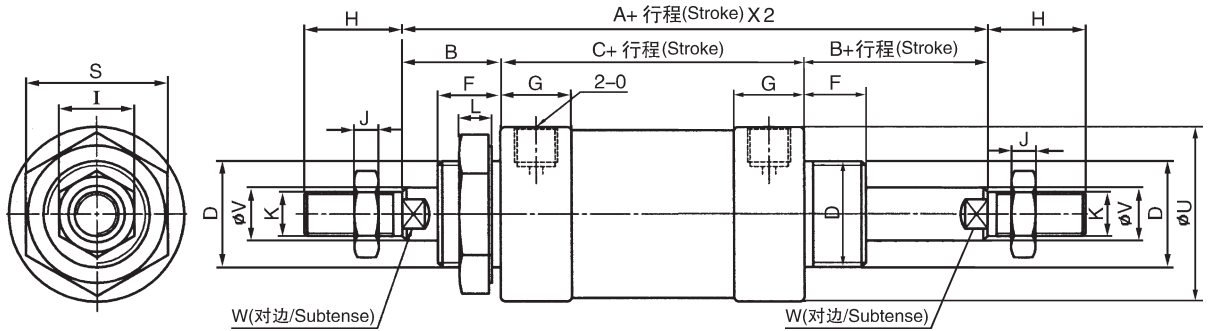 H
A+ 行程(Stroke) X 2
H
B
C+ 行程(Stroke)
B+行程(Stroke)
S
F
G
2-0
G
F
I
L
J
J
D
øV
K
D
K
øV
D
øU
W(对边/Subtense)
W(对边/Subtense)